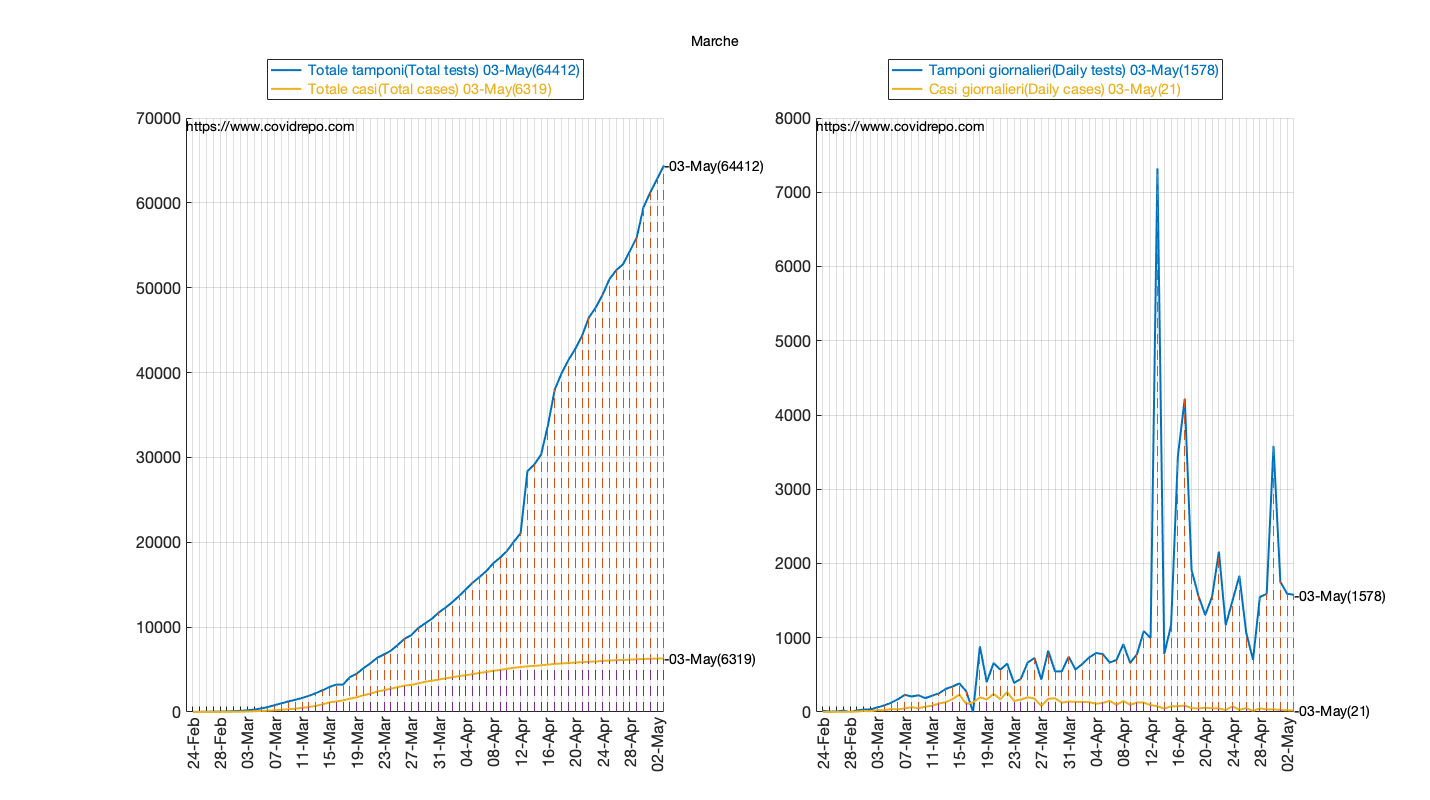 Marche
Totale tamponi(Total tests) 03-May(64412)
Totale casi(Total cases) 03-May(6319)
https://www.covidrepo.com
70000
60000
50000
40000
30000
20000
10000
0
03-May(64412)
03-May(6319)
24-Feb
28-Feb
03-Mar
07-Mar
11-Mar
15-Mar
19-Mar
23-Mar
27-Mar
31-Mar
04-Apr
08-Apr
12-Apr
16-Apr
20-Apr
24-Apr
28-Apr
02-May
Tamponi giornalieri(Daily tests) 03-May(1578)
Casi giornalieri(Daily cases) 03-May(21)
https://www.covidrepo.com
8000
7000
6000
5000
4000
3000
2000
1000
0
03-May(1578)
03-May(21)
24-Feb
28-Feb
03-Mar
07-Mar
11-Mar
15-Mar
19-Mar
23-Mar
27-Mar
31-Mar
04-Apr
08-Apr
12-Apr
16-Apr
20-Apr
24-Apr
28-Apr
02-May